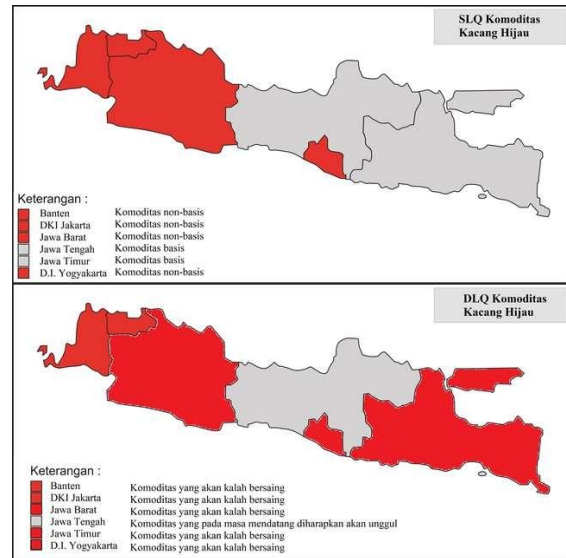 SLQ Komoditas
Kacang Hijau
Keterangan :
Banten Komoditas non-basis
DKI Jakarta Komoditas non-basis
Jawa Barat Komoditas non-basis
Jawa Tengah Komoditas basis
Jawa Timur Komoditas basis
D.I. Yogyakarta Komoditas non-basis
DLQ Komoditas
Kacang Hijau
Keterangan :
Banten Komoditas yang akan kalah bersaing
DKI Jakarta Komoditas yang akan kalah bersaing
Jawa Barat Komoditas yang akan kalah bersaing
Jawa Tengah Komoditas yang pada masa mendatang diharapkan akan unggul
Jawa Timur Komoditas yang akan kalah bersaing
D.I. Yogyakarta Komoditas yang akan kalah bersaing